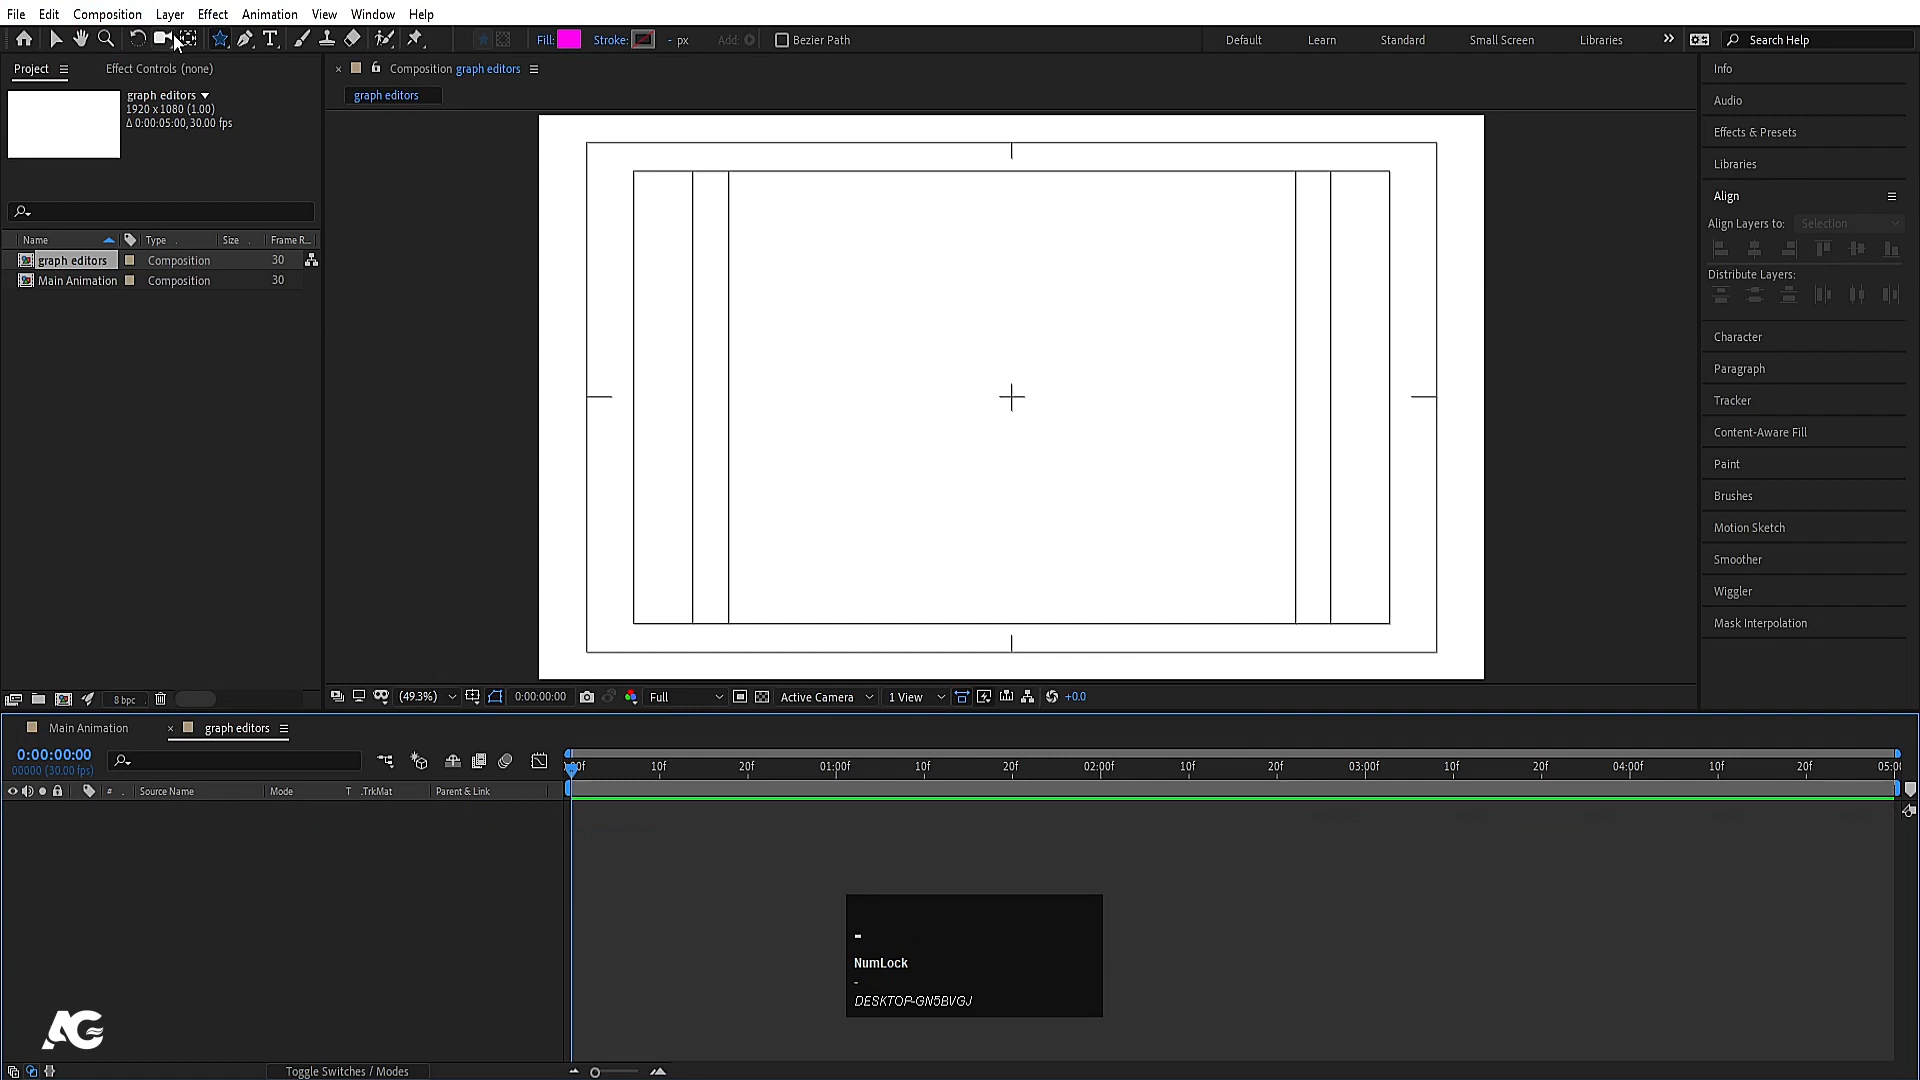 File Edit Composition Layer Effect Animation View Window Help
Fill: Stroke: - px Add: Bezier Path Default Learn Standard Small Screen Libraries Search Help
Project Effect Controls (none)
Composition graph editors
graph editors
graph editors
1920 x 1080 (1.00)
Δ 0:00:05:00, 30.00 fps
Name Type Size Frame R...
graph editors Composition 30
Main Animation Composition 30
8 bpc
(49.3%) 0:00:00:00 Full Active Camera 1 View +0.0
Info
Audio
Effects & Presets
Libraries
Align
Align Layers to: Selection
Distribute Layers:
Character
Paragraph
Tracker
Content-Aware Fill
Paint
Brushes
Motion Sketch
Smoother
Wiggler
Mask Interpolation
Main Animation graph editors
0:00:00:00
00000 (30.00 fps)
10f 20f 01:00f 10f 20f 02:00f 10f 20f 03:00f 10f 20f 04:00f 10f 20f
# Source Name Mode T .TrkMat Parent & Link
-
NumLock
-
DESKTOP-GN5BVGJ
AG
Toggle Switches / Modes